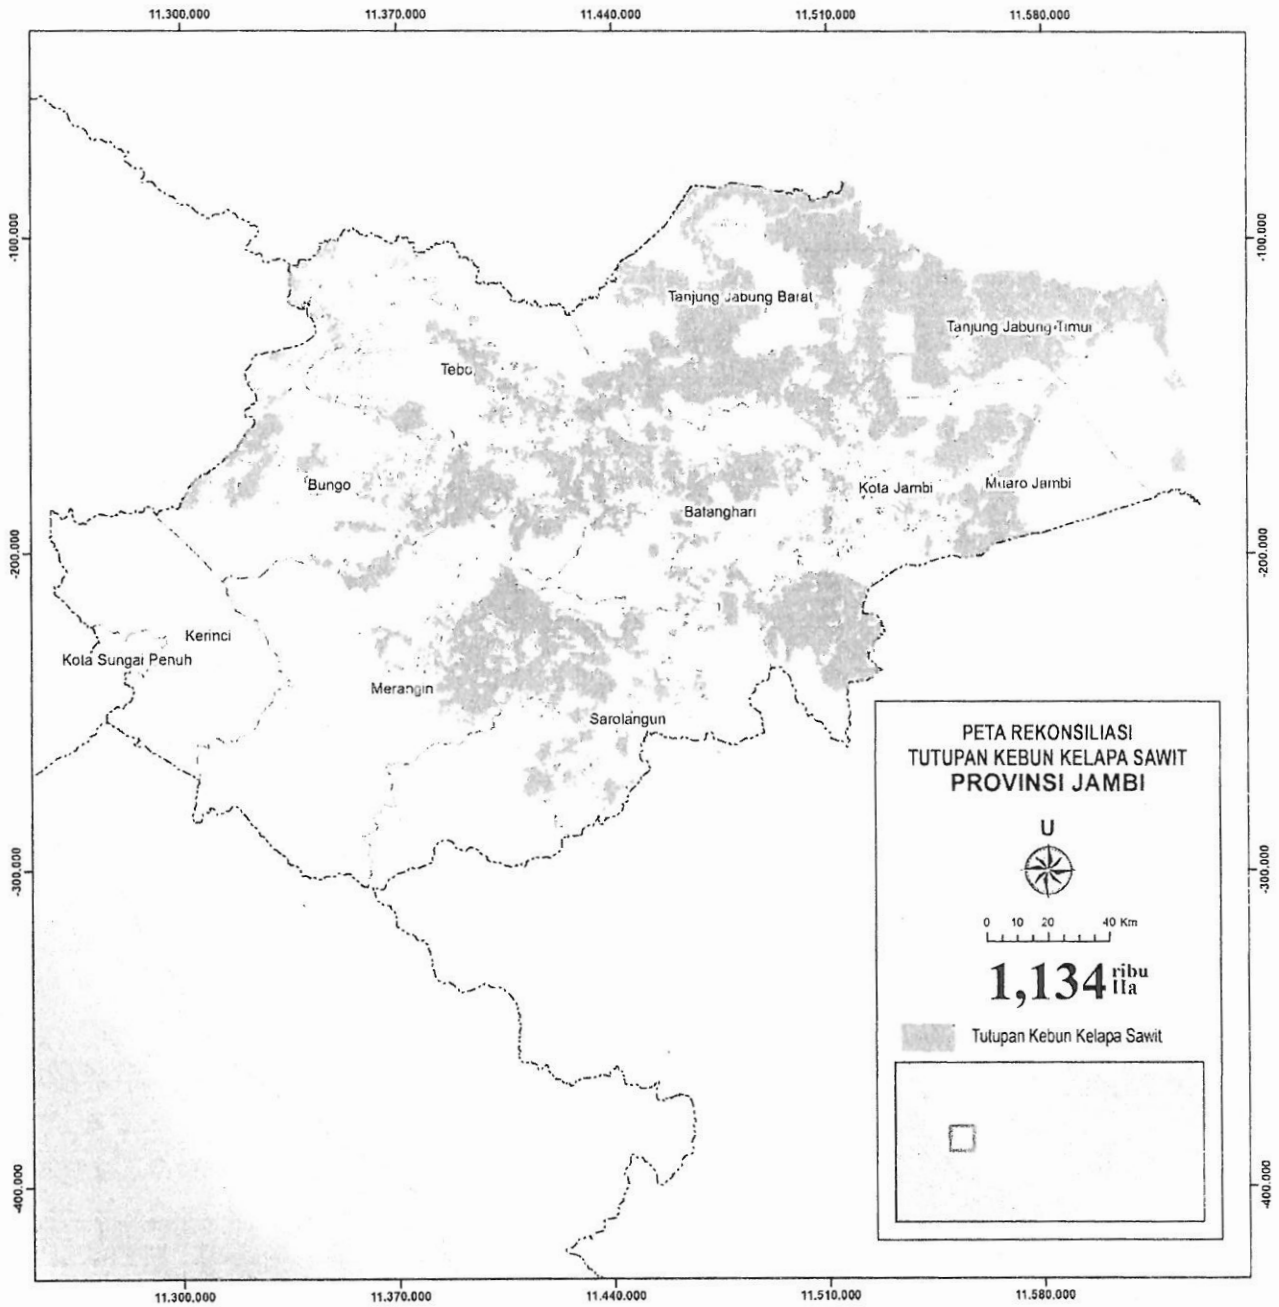 11.300.000 11.370.000 11.440.000 11.510.000 11.580.000
-100.000 -100.000
Tanjung Jabung Barat
Tanjung Jabung Timur
Tebo
Bungo
Kota Jambi
Muaro Jambi
Batanghari
-200.000 -200.000
Kerinci
Kota Sungai Penuh
Merangin
Sarolangun
PETA REKONSILIASI
TUTUPAN KEBUN KELAPA SAWIT
PROVINSI JAMBI
U
0 10 20 40 Km
-300.000 -300.000
1,134 ribu
Ha
Tutupan Kebun Kelapa Sawit
-400.000 -400.000
11.300.000 11.370.000 11.440.000 11.510.000 11.580.000